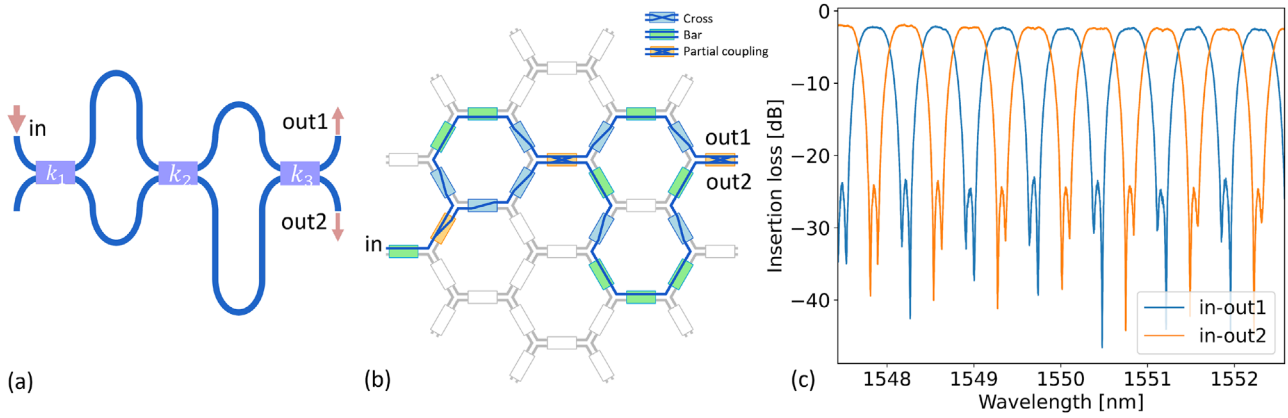 in
k₁
k₂
k₃
out1
out2
(a)
Cross
Bar
Partial coupling
in
out1
out2
(b)
Insertion loss [dB]
0
−10
−20
−30
−40
1548
1549
1550
1551
1552
Wavelength [nm]
in-out1
in-out2
(c)